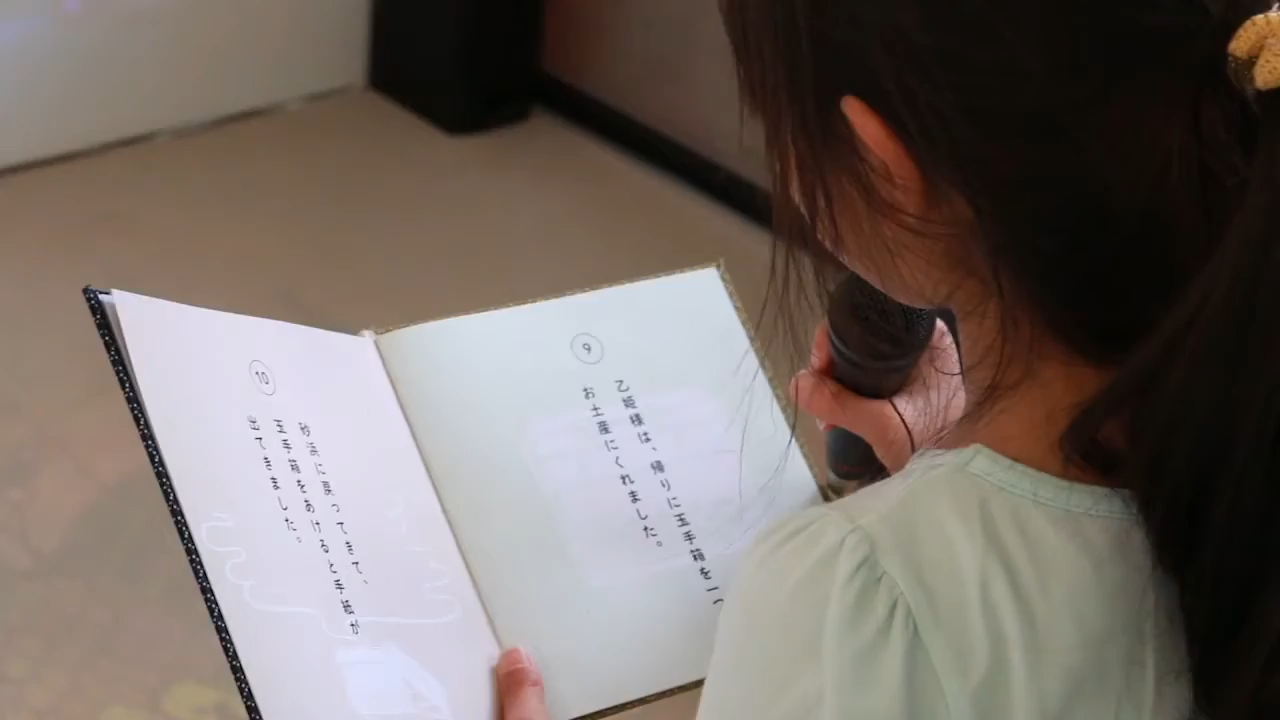 9
乙姫様は、帰りに玉手箱を一つ
お土産にくれました。
10
砂浜に戻ってきて、
玉手箱をあけると手紙が
出てきました。